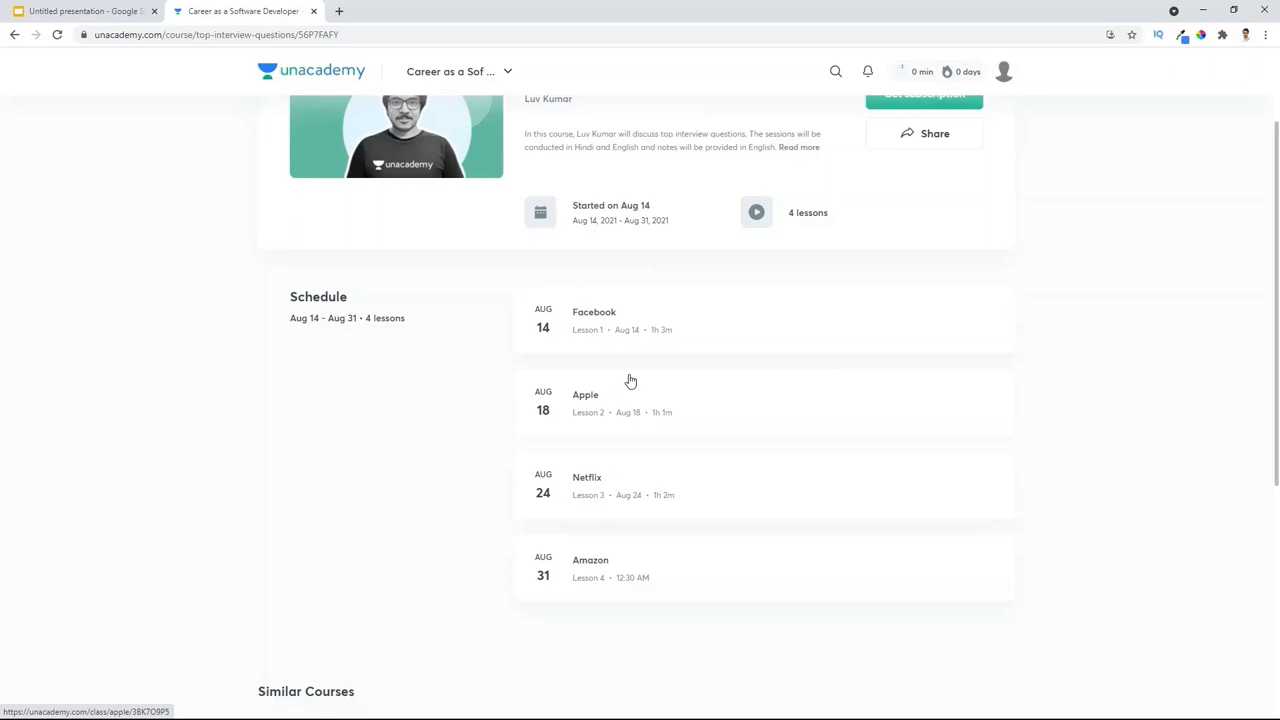 Untitled presentation - Google S
Career as a Software Developer -
unacademy.com/course/top-interview-questions/56P7FAFY
IQ
unacademy
Career as a Sof ...
0 min
0 days
Luv Kumar
Get subscription
Share
In this course, Luv Kumar will discuss top interview questions. The sessions will be
conducted in Hindi and English and notes will be provided in English. Read more
unacademy
Started on Aug 14
Aug 14, 2021 - Aug 31, 2021
4 lessons
Schedule
Aug 14 - Aug 31 • 4 lessons
AUG
14
Facebook
Lesson 1 • Aug 14 • 1h 3m
AUG
18
Apple
Lesson 2 • Aug 18 • 1h 1m
AUG
24
Netflix
Lesson 3 • Aug 24 • 1h 2m
AUG
31
Amazon
Lesson 4 • 12:30 AM
Similar Courses
https://unacademy.com/class/apple/38K7O9P5